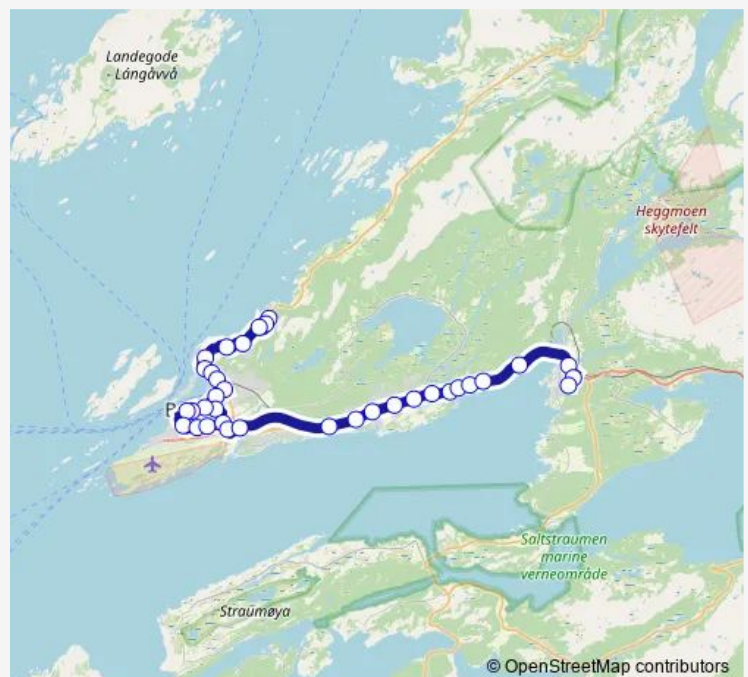 Landegode
- Lángåvvå
Heggmoen
skytefelt
P
Saltstraumen
marine
verneområde
Straumøya
© OpenStreetMap contributors